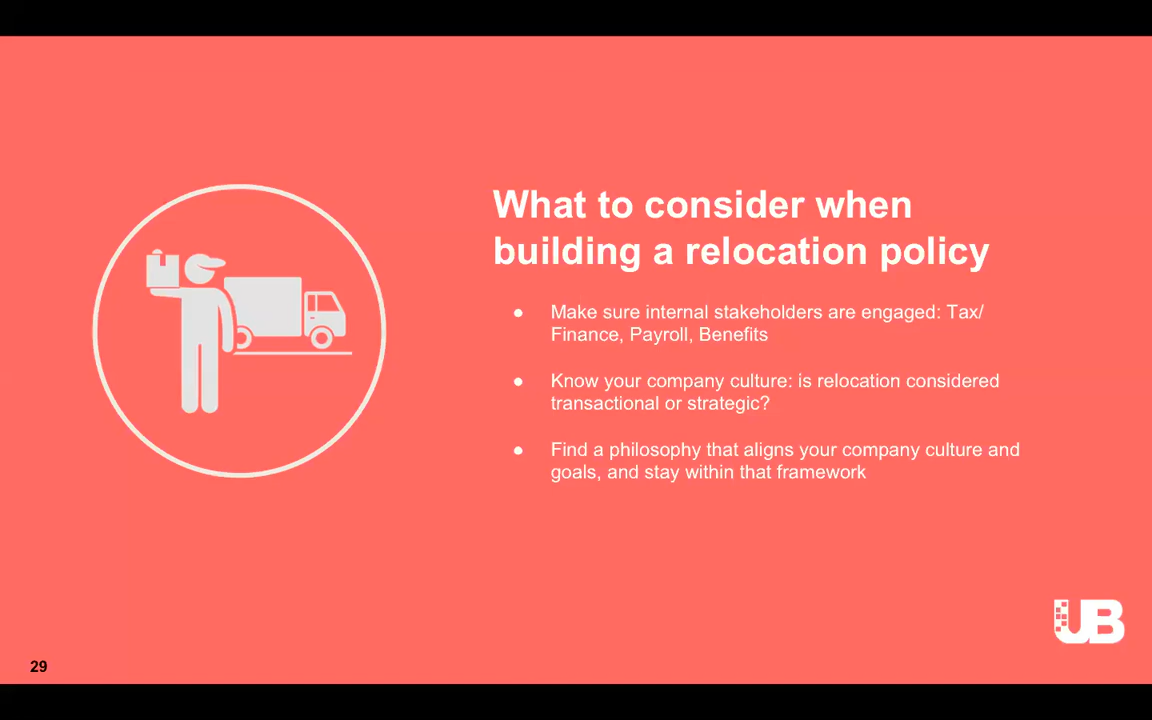 What to consider when
building a relocation policy
● Make sure internal stakeholders are engaged: Tax/
Finance, Payroll, Benefits
● Know your company culture: is relocation considered
transactional or strategic?
● Find a philosophy that aligns your company culture and
goals, and stay within that framework
UB
29